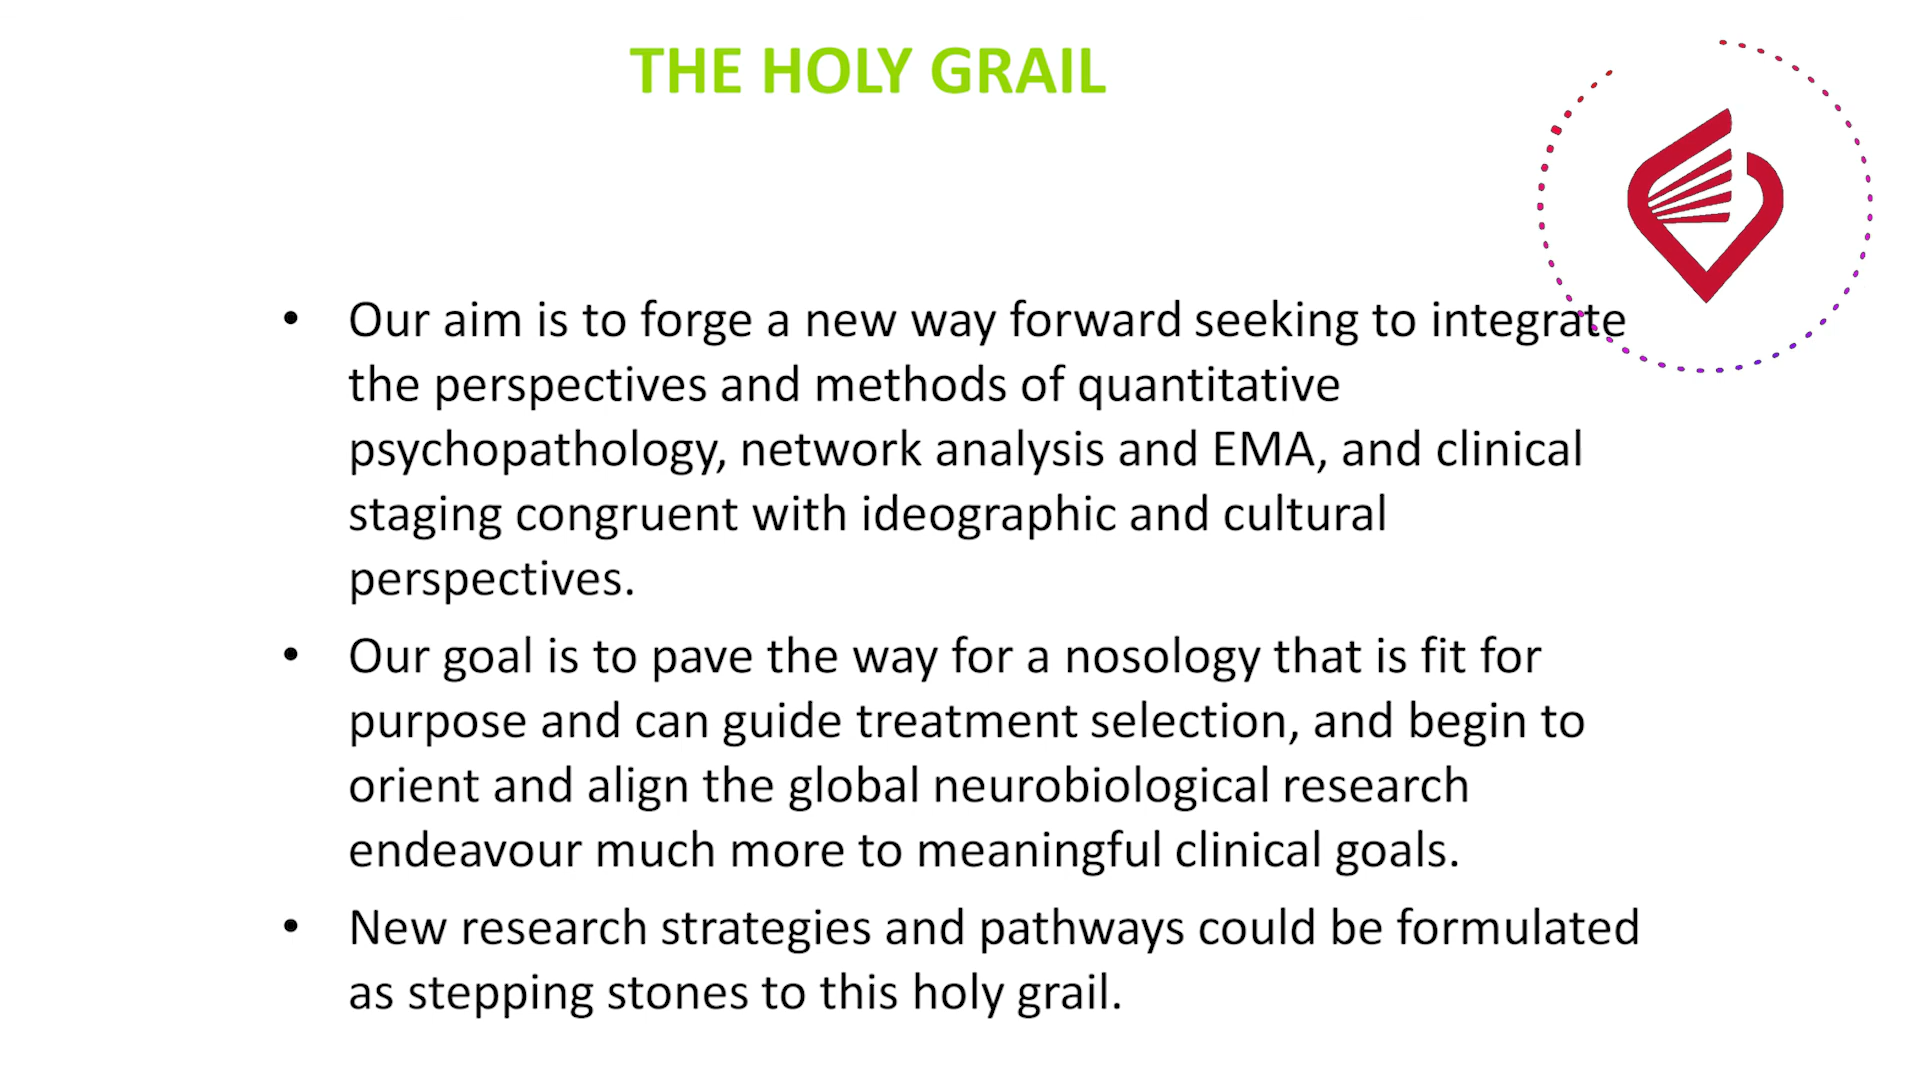 THE HOLY GRAIL
• Our aim is to forge a new way forward seeking to integrate
the perspectives and methods of quantitative
psychopathology, network analysis and EMA, and clinical
staging congruent with ideographic and cultural
perspectives.
• Our goal is to pave the way for a nosology that is fit for
purpose and can guide treatment selection, and begin to
orient and align the global neurobiological research
endeavour much more to meaningful clinical goals.
• New research strategies and pathways could be formulated
as stepping stones to this holy grail.